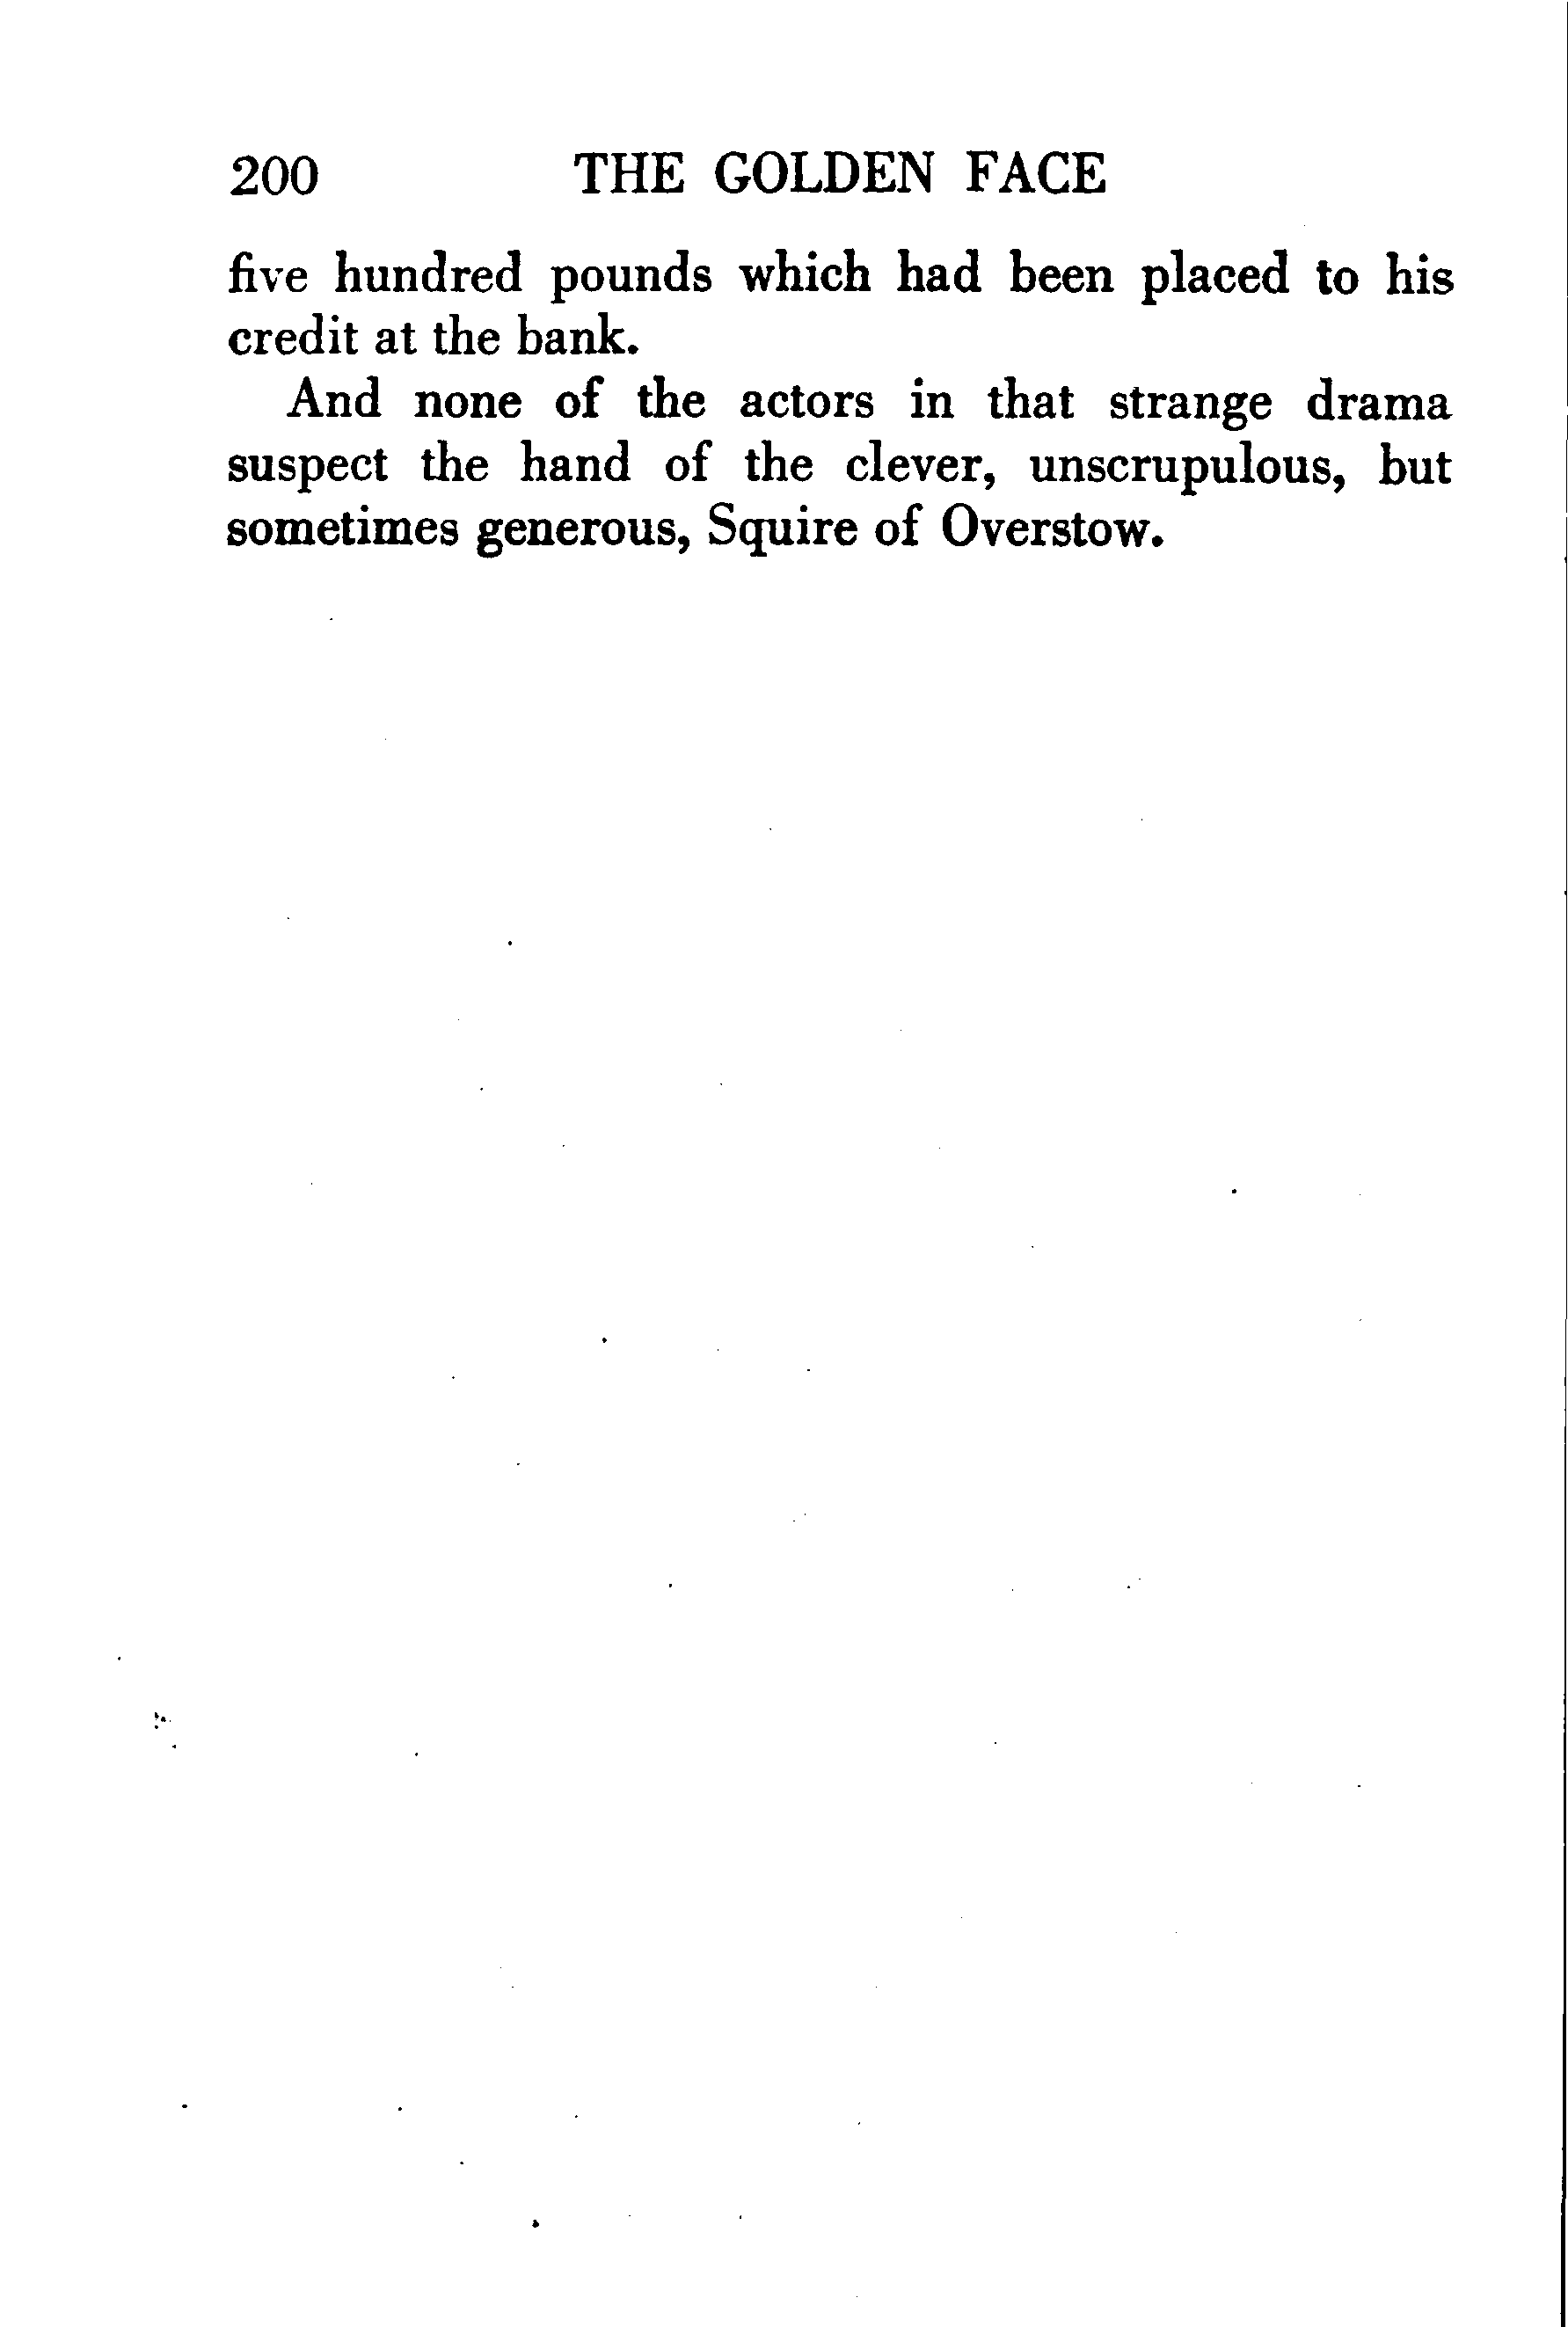 200 THE GOLDEN FACE
five hundred pounds which had been placed to his
credit at the bank.
And none of the actors in that strange drama
suspect the hand of the clever, unscrupulous, but
sometimes generous, Squire of Overstow.